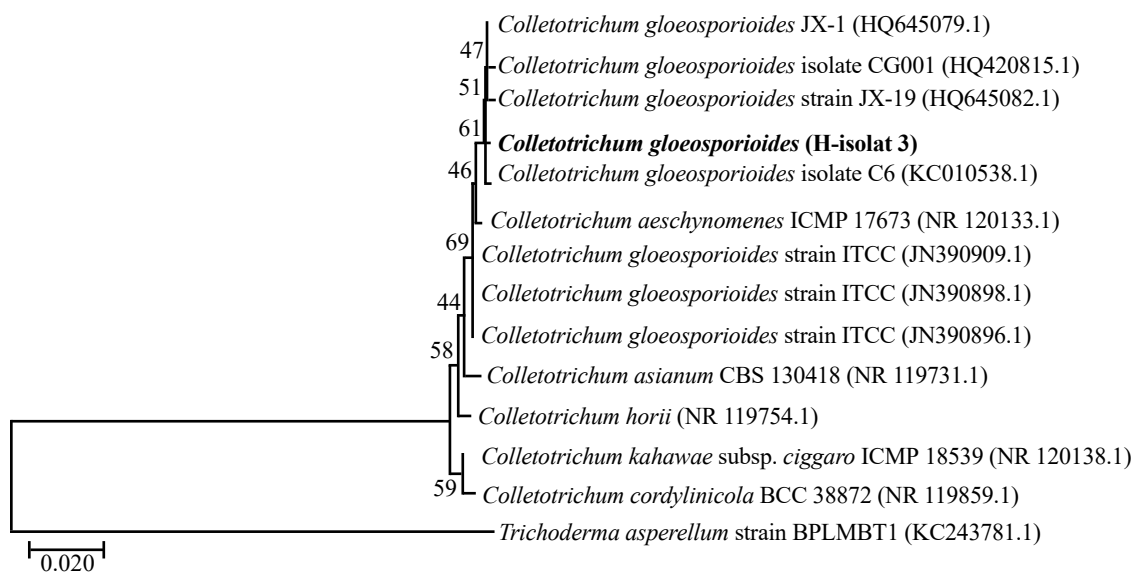 Colletotrichum gloeosporioides JX-1 (HQ645079.1)
47
Colletotrichum gloeosporioides isolate CG001 (HQ420815.1)
51
Colletotrichum gloeosporioides strain JX-19 (HQ645082.1)
61
Colletotrichum gloeosporioides (H-isolat 3)
46
Colletotrichum gloeosporioides isolate C6 (KC010538.1)
Colletotrichum aeschynomenes ICMP 17673 (NR 120133.1)
69
Colletotrichum gloeosporioides strain ITCC (JN390909.1)
44
Colletotrichum gloeosporioides strain ITCC (JN390898.1)
Colletotrichum gloeosporioides strain ITCC (JN390896.1)
58
Colletotrichum asianum CBS 130418 (NR 119731.1)
Colletotrichum horii (NR 119754.1)
Colletotrichum kahawae subsp. ciggaro ICMP 18539 (NR 120138.1)
59
Colletotrichum cordylinicola BCC 38872 (NR 119859.1)
Trichoderma asperellum strain BPLMBT1 (KC243781.1)
0.020